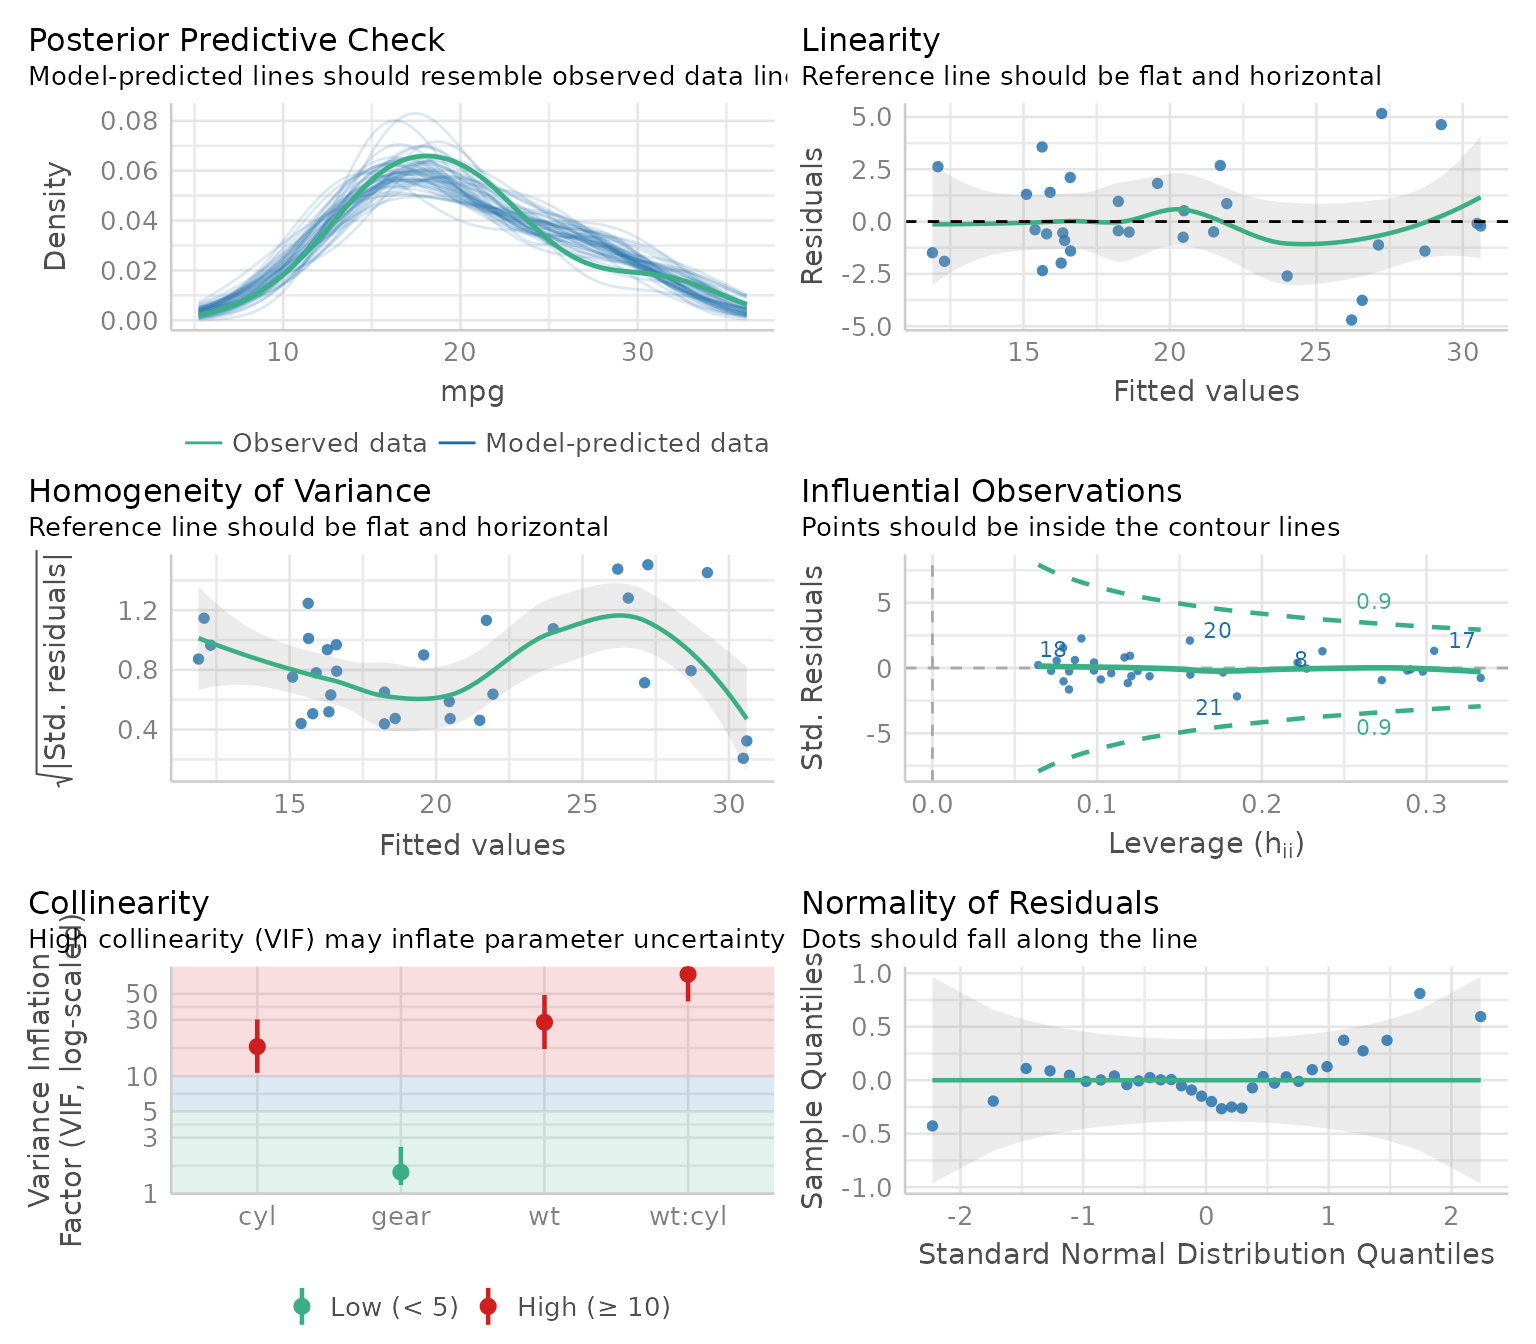 Posterior Predictive Check
Model-predicted lines should resemble observed data lin
Density
0.08
0.06
0.04
0.02
0.00
10 20 30
mpg
Observed data Model-predicted data
Linearity
Reference line should be flat and horizontal
Residuals
5.0
2.5
0.0
-2.5
-5.0
15 20 25 30
Fitted values
Homogeneity of Variance
Reference line should be flat and horizontal
√|Std. residuals|
1.2
0.8
0.4
15 20 25 30
Fitted values
Influential Observations
Points should be inside the contour lines
Std. Residuals
5
0
-5
0.9
20
17
18
8
21
0.9
0.0 0.1 0.2 0.3
Leverage (hii)
Collinearity
High collinearity (VIF) may inflate parameter uncertainty
Variance Inflation
Factor (VIF, log-scaled)
50
30
10
5
3
1
cyl gear wt wt:cyl
Low (< 5) High (≥ 10)
Normality of Residuals
Dots should fall along the line
Sample Quantiles
1.0
0.5
0.0
-0.5
-1.0
-2 -1 0 1 2
Standard Normal Distribution Quantiles